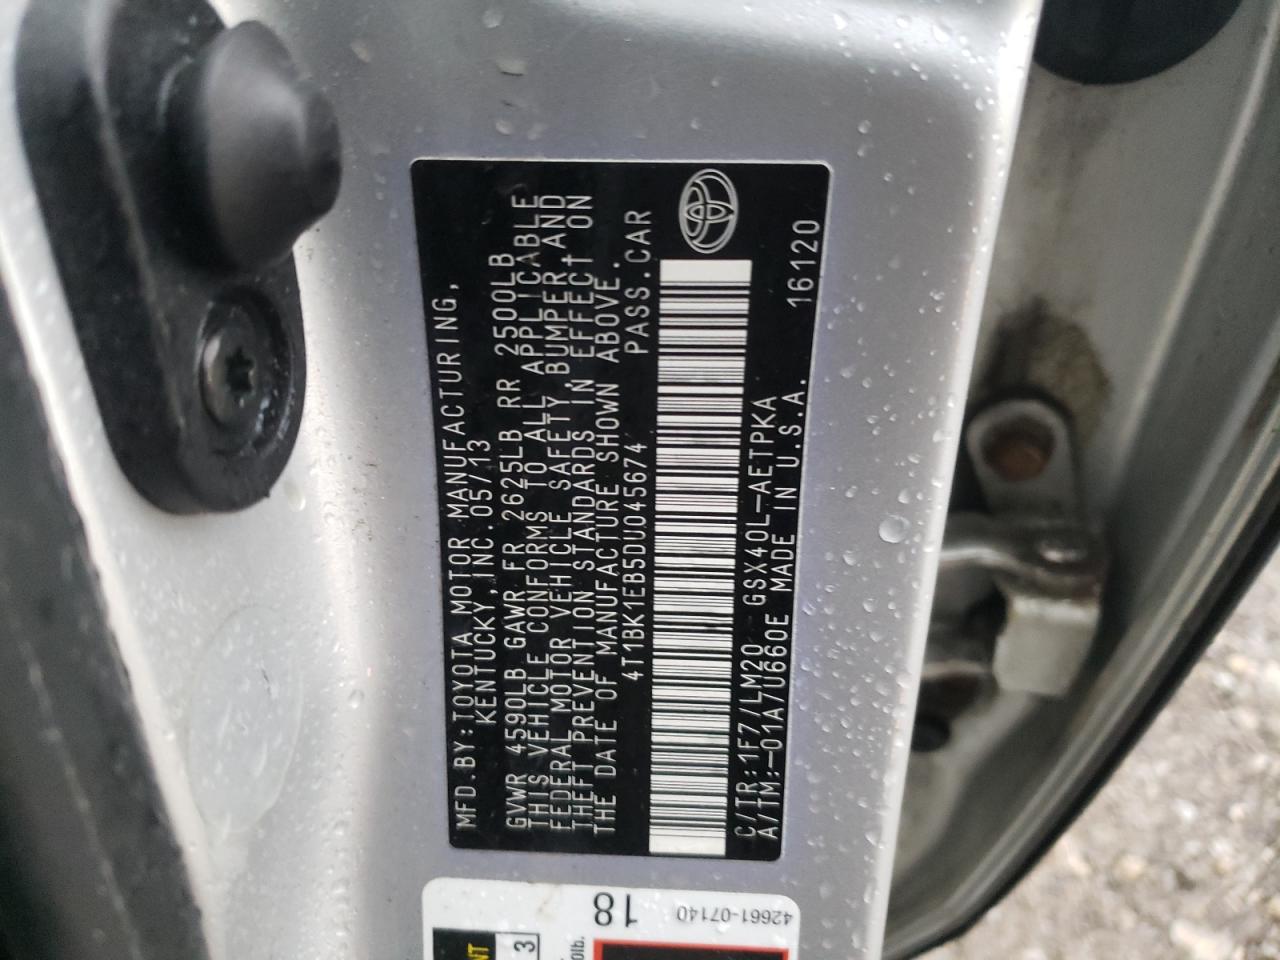 MFD.BY:TOYOTA MOTOR MANUFACTURING,
KENTUCKY,INC. 05/13
GVWR 4590LB GAWR FR 2625LB RR 2500LB
THIS VEHICLE CONFORMS TO ALL APPLICABLE
FEDERAL MOTOR VEHICLE SAFETY,BUMPER,AND
THEFT PREVENTION STANDARDS IN EFFECT ON
THE DATE OF MANUFACTURE SHOWN ABOVE.
4T1BK1EB5DU045674 PASS.CAR
C/TR:1F7/LM20 GSX40L-AETPKA
A/TM:-01A/U660E MADE IN U.S.A. 16120
42661-07140
18
NT
3
olb.